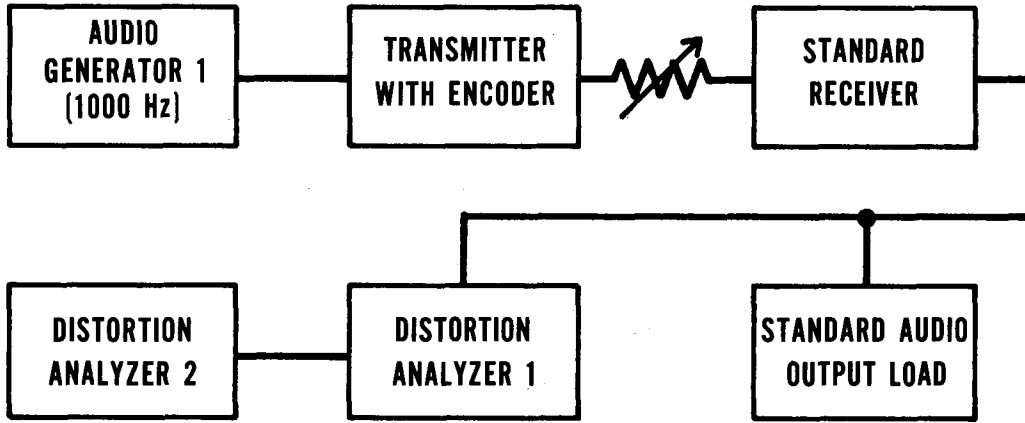 AUDIO
GENERATOR 1
(1000 Hz)
TRANSMITTER
WITH ENCODER
STANDARD
RECEIVER
DISTORTION
ANALYZER 2
DISTORTION
ANALYZER 1
STANDARD AUDIO
OUTPUT LOAD